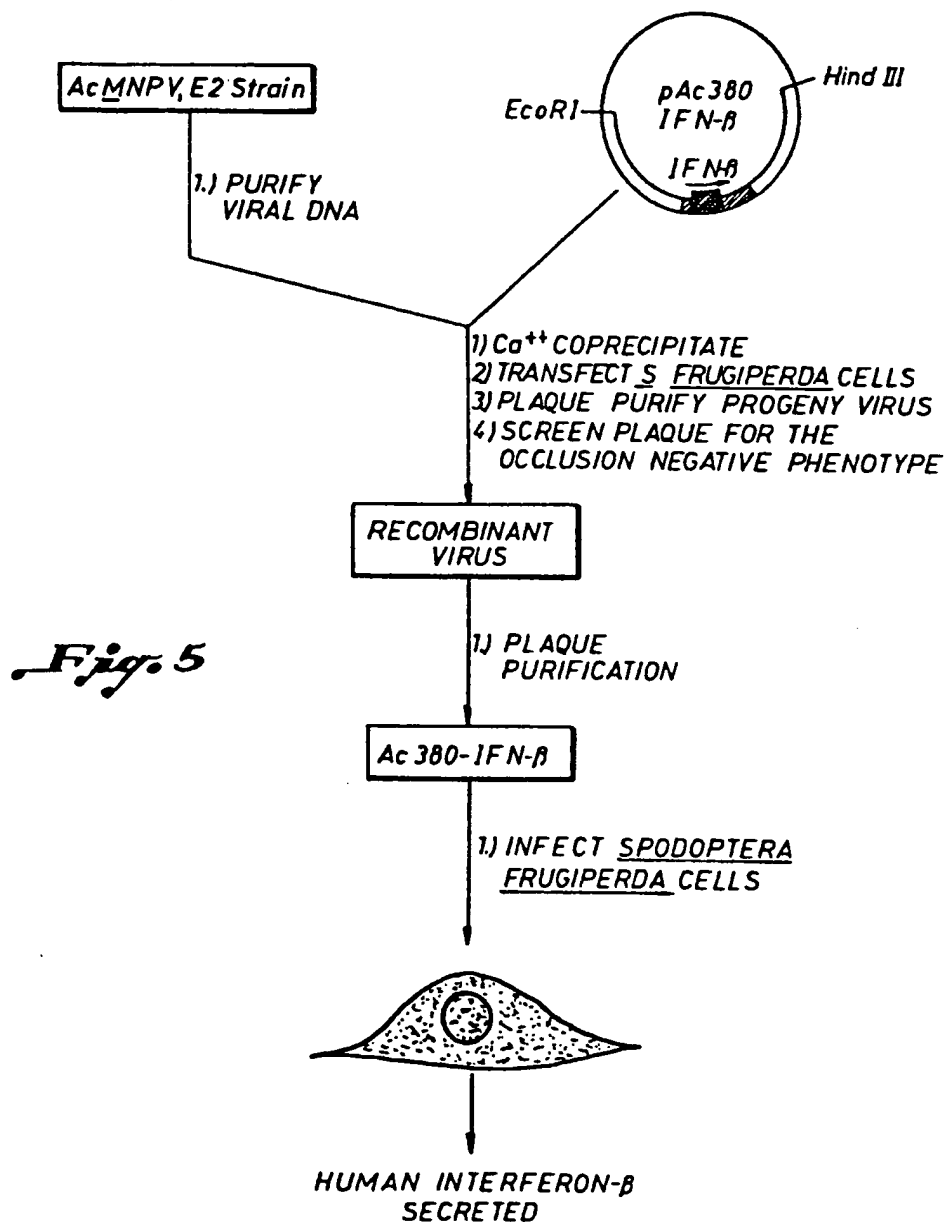 AcMNPV, E2 Strain
EcoRI
pAc380
IFN-β
Hind III
IFN-β
1.) PURIFY
VIRAL DNA
1) Ca++ COPRECIPITATE
2) TRANSFECT S FRUGIPERDA CELLS
3) PLAQUE PURIFY PROGENY VIRUS
4) SCREEN PLAQUE FOR THE
OCCLUSION NEGATIVE PHENOTYPE
RECOMBINANT
VIRUS
1.) PLAQUE
PURIFICATION
Fig. 5
Ac 380-IFN-β
1.) INFECT SPODOPTERA
FRUGIPERDA CELLS
HUMAN INTERFERON-β
SECRETED